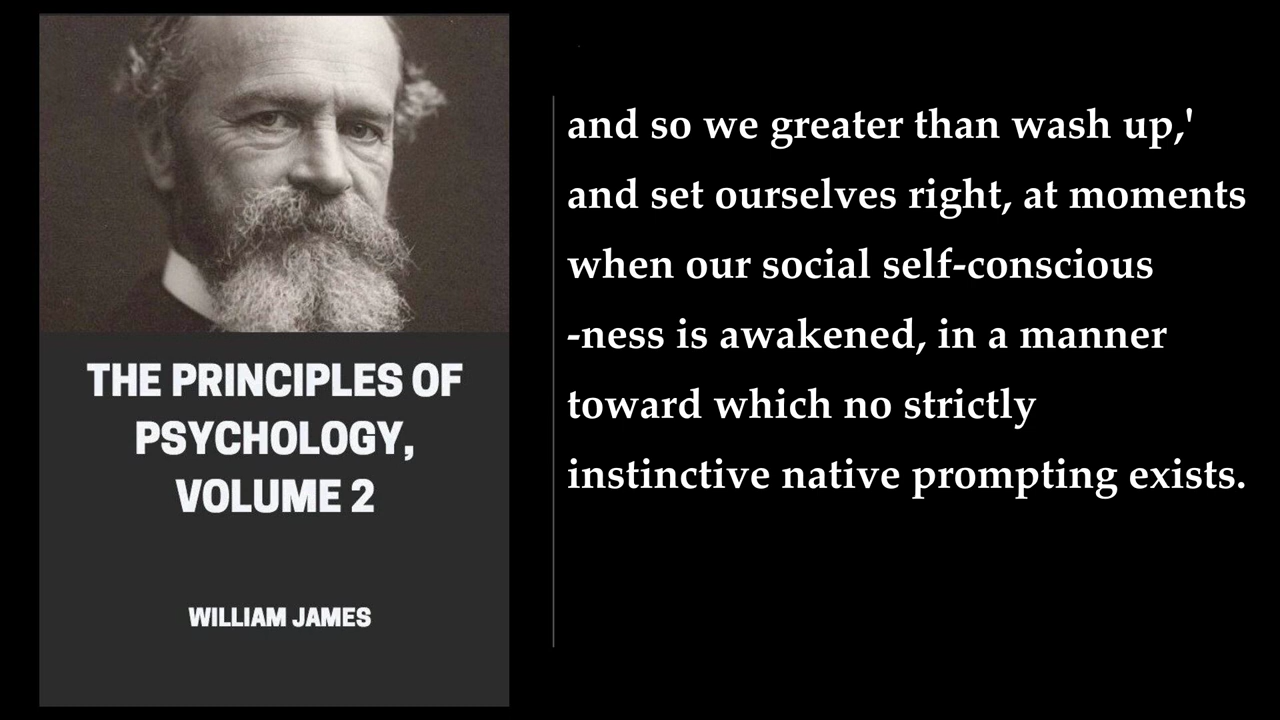 THE PRINCIPLES OF
PSYCHOLOGY,
VOLUME 2
WILLIAM JAMES
and so we greater than wash up,'
and set ourselves right, at moments
when our social self-conscious
-ness is awakened, in a manner
toward which no strictly
instinctive native prompting exists.